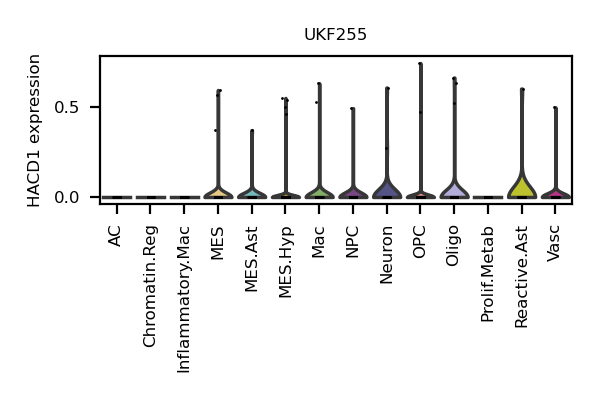 UKF255
HACD1 expression
0.5
0.0
AC
Chromatin.Reg
Inflammatory.Mac
MES
MES.Ast
MES.Hyp
Mac
NPC
Neuron
OPC
Oligo
Prolif.Metab
Reactive.Ast
Vasc